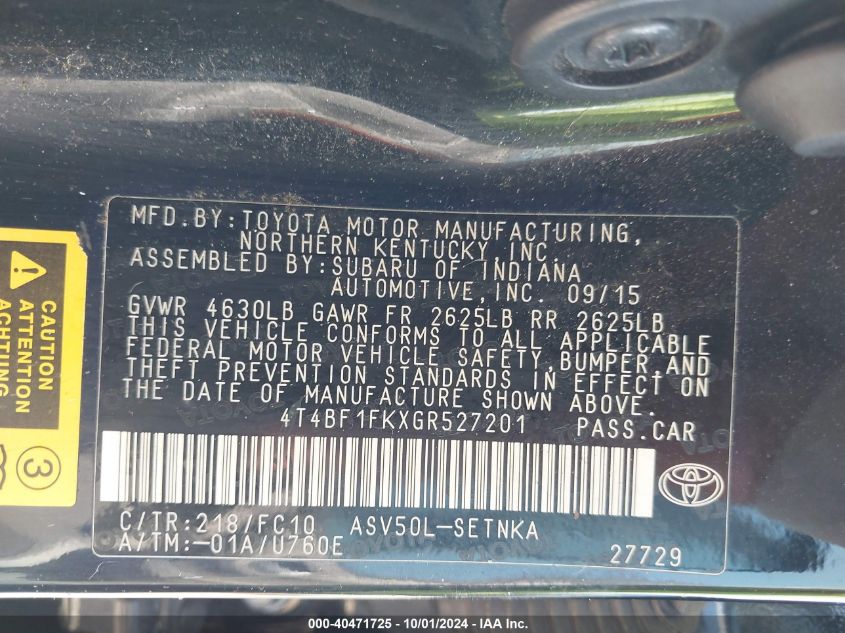 MFD.BY:TOYOTA MOTOR MANUFACTURING,
NORTHERN KENTUCKY,INC.
ASSEMBLED BY:SUBARU OF INDIANA
AUTOMOTIVE,INC. 09/15
GVWR 4630LB GAWR FR 2625LB RR 2625LB
THIS VEHICLE CONFORMS TO ALL APPLICABLE
FEDERAL MOTOR VEHICLE SAFETY,BUMPER,AND
THEFT PREVENTION STANDARDS IN EFFECT ON
THE DATE OF MANUFACTURE SHOWN ABOVE.
4T4BF1FKXGR527201 PASS.CAR
C/TR:218/FC10 ASV50L-SETNKA
A/TM:-01A/U760E 27729
CAUTION
ATTENTION
ACHTUNG
3
000-40471725 - 10/01/2024 - IAA Inc.